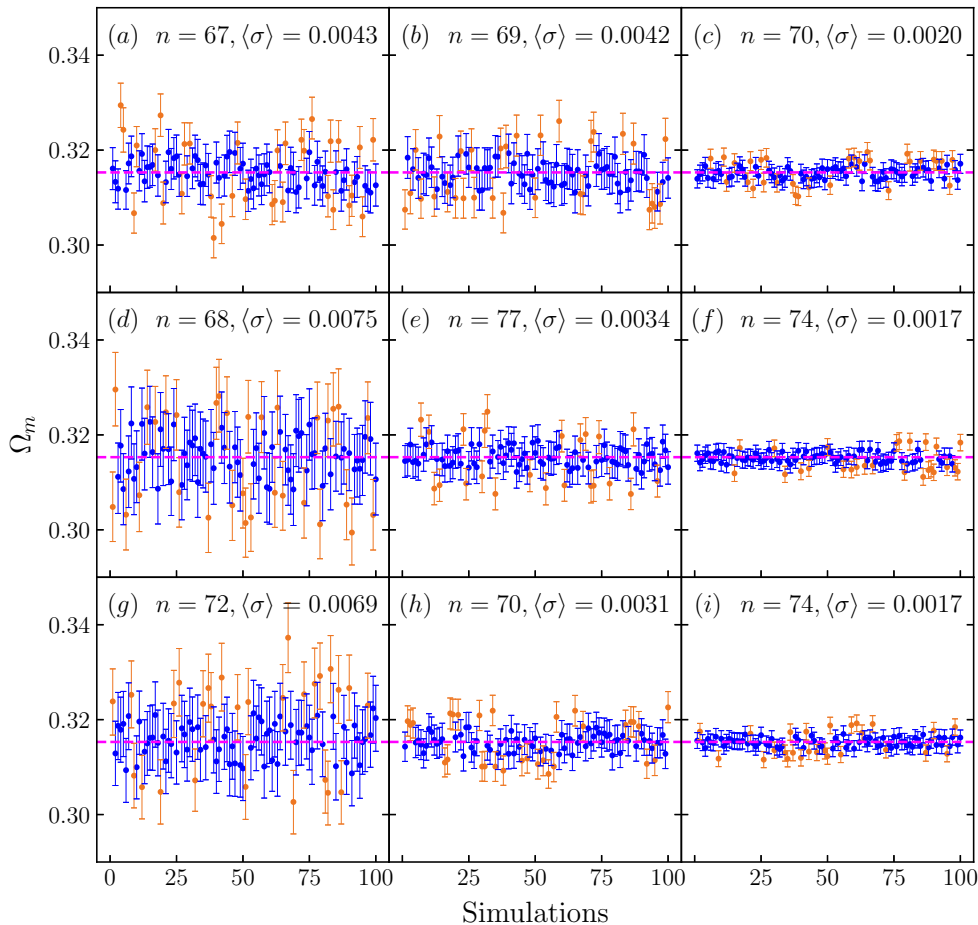 (a) n = 67, ⟨σ⟩ = 0.0043
(b) n = 69, ⟨σ⟩ = 0.0042
(c) n = 70, ⟨σ⟩ = 0.0020
0.34
0.32
0.30
(d) n = 68, ⟨σ⟩ = 0.0075
(e) n = 77, ⟨σ⟩ = 0.0034
(f) n = 74, ⟨σ⟩ = 0.0017
0.34
0.32
0.30
Ωm
(g) n = 72, ⟨σ⟩ = 0.0069
(h) n = 70, ⟨σ⟩ = 0.0031
(i) n = 74, ⟨σ⟩ = 0.0017
0.34
0.32
0.30
0 25 50 75 100
0 25 50 75 100
0 25 50 75 100
Simulations